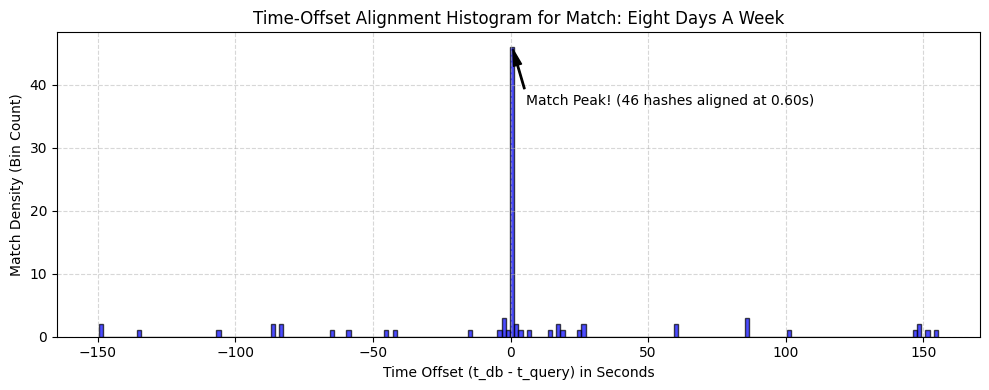 Time-Offset Alignment Histogram for Match: Eight Days A Week
Match Density (Bin Count)
40
30
20
10
0
Match Peak! (46 hashes aligned at 0.60s)
−150 −100 −50 0 50 100 150
Time Offset (t_db - t_query) in Seconds